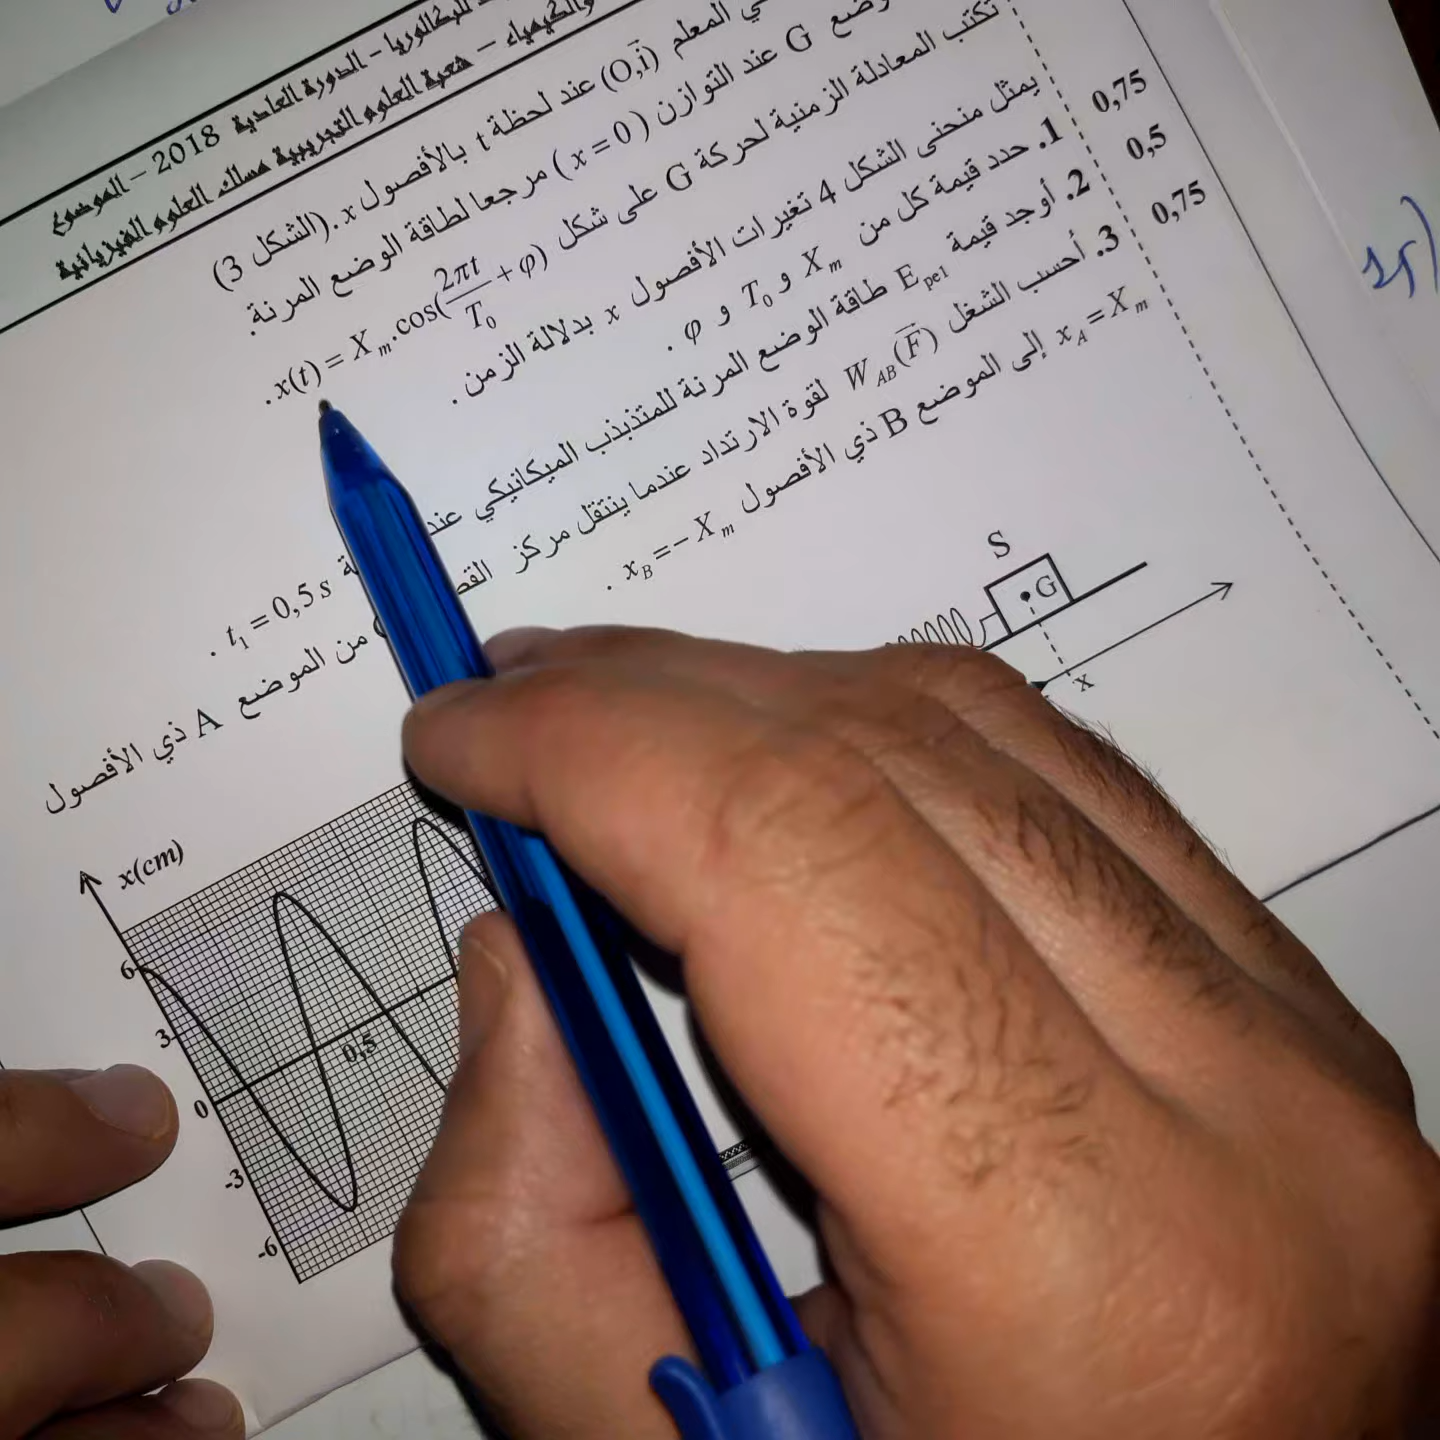 للبكالوريا – الدورة العادية 2018 – الموضوع
والكيمياء – شعبة العلوم التجريبية مسلك العلوم الفيزيائية
في المعلم (O,i⃗) عند لحظة t بالأفصول x. (الشكل 3)
G عند التوازن (x = 0) مرجعا لطاقة الوضع المرنة.
تكتب المعادلة الزمنية لحركة G على شكل x(t) = X_m.cos(2πt/T_0 + φ).
يمثل منحنى الشكل 4 تغيرات الأفصول x بدلالة الزمن.
0,75 1. حدد قيمة كل من X_m و T_0 و φ.
0,5 2. أوجد قيمة E_pe1 طاقة الوضع المرنة للمتذبذب الميكانيكي t_1 = 0,5 s.
0,75 3. أحسب الشغل W_AB(F⃗) لقوة الارتداد عندما ينتقل مركز من الموضع A ذي الأفصول
x_A = X_m إلى الموضع B ذي الأفصول x_B = −X_m.
S
G
x
x(cm)
6
3
0
0,5
-3
-6